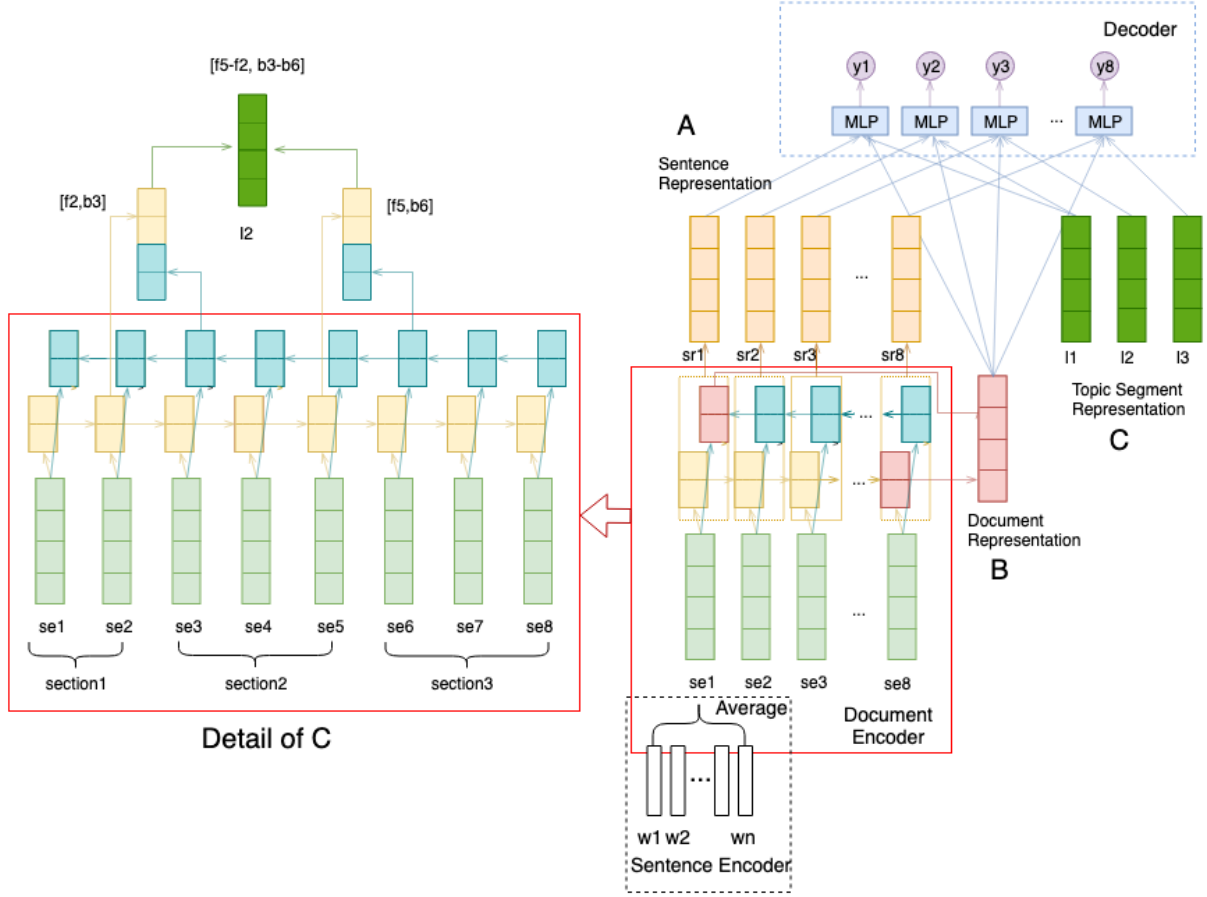 [f5-f2, b3-b6]
[f2,b3]
l2
[f5,b6]
se1 se2 se3 se4 se5 se6 se7 se8
section1 section2 section3
Detail of C
Decoder
y1 y2 y3 y8
MLP MLP MLP ... MLP
A
Sentence
Representation
...
sr1 sr2 sr3 sr8
l1 l2 l3
Topic Segment
Representation
C
...
...
Document
Representation
B
...
se1 se2 se3 se8
Average
Document
Encoder
...
w1 w2 wn
Sentence Encoder